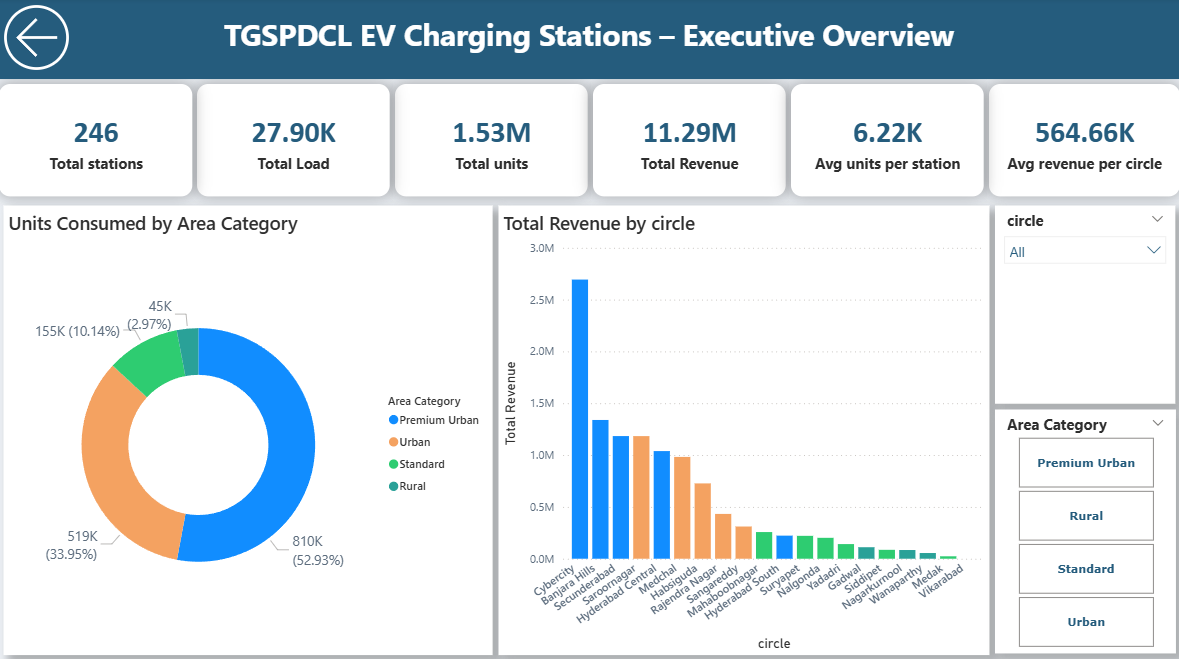 TGSPDCL EV Charging Stations – Executive Overview
246
Total stations
27.90K
Total Load
1.53M
Total units
11.29M
Total Revenue
6.22K
Avg units per station
564.66K
Avg revenue per circle
Units Consumed by Area Category
45K
(2.97%)
155K (10.14%)
519K
(33.95%)
810K
(52.93%)
Area Category
Premium Urban
Urban
Standard
Rural
Total Revenue by circle
3.0M
2.5M
2.0M
1.5M
1.0M
0.5M
0.0M
Total Revenue
Cybercity
Banjara Hills
Secunderabad
Saroornagar
Hyderabad Central
Medchal
Habsiguda
Rajendra Nagar
Sangareddy
Mahaboobnagar
Hyderabad South
Suryapet
Nalgonda
Yadadri
Gadwal
Siddipet
Nagarkurnool
Wanaparthy
Medak
Vikarabad
circle
circle
All
Area Category
Premium Urban
Rural
Standard
Urban